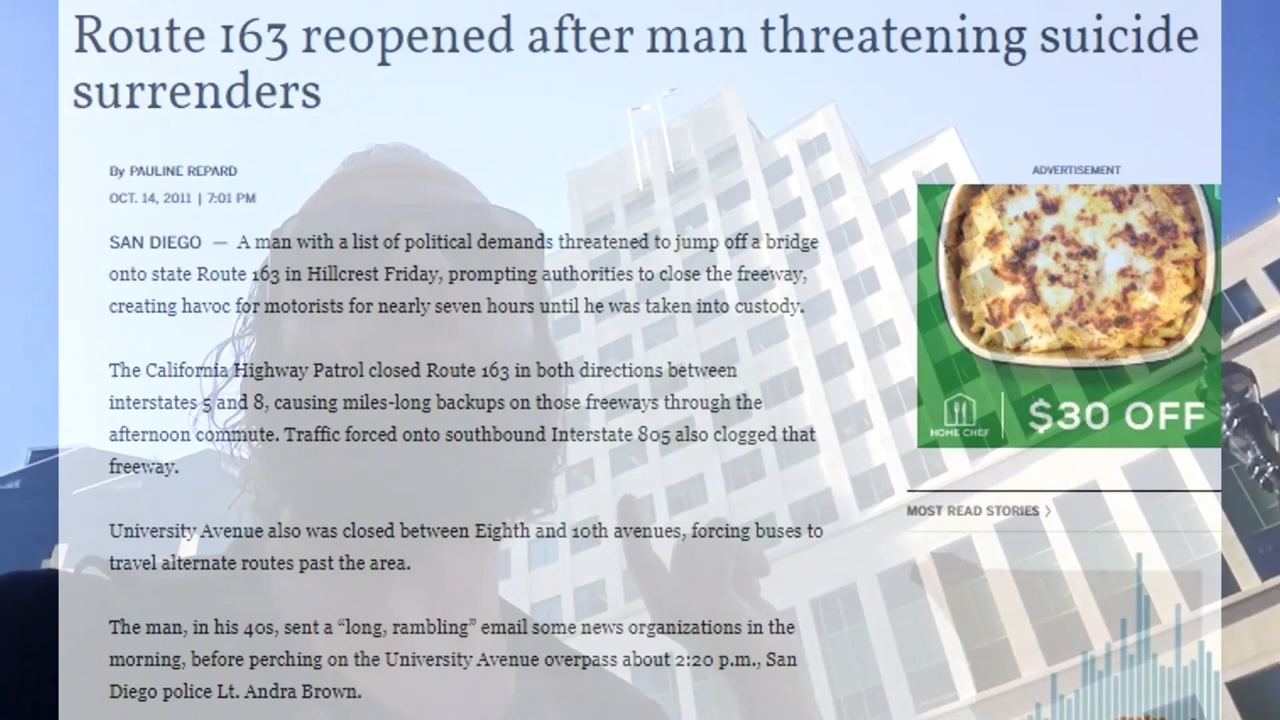 Route 163 reopened after man threatening suicide
surrenders
By PAULINE REPARD
OCT. 14, 2011 | 7:01 PM
SAN DIEGO — A man with a list of political demands threatened to jump off a bridge
onto state Route 163 in Hillcrest Friday, prompting authorities to close the freeway,
creating havoc for motorists for nearly seven hours until he was taken into custody.
The California Highway Patrol closed Route 163 in both directions between
interstates 5 and 8, causing miles-long backups on those freeways through the
afternoon commute. Traffic forced onto southbound Interstate 805 also clogged that
freeway.
University Avenue also was closed between Eighth and 10th avenues, forcing buses to
travel alternate routes past the area.
The man, in his 40s, sent a “long, rambling” email some news organizations in the
morning, before perching on the University Avenue overpass about 2:20 p.m., San
Diego police Lt. Andra Brown.
ADVERTISEMENT
HOME CHEF
$30 OFF
MOST READ STORIES 〉